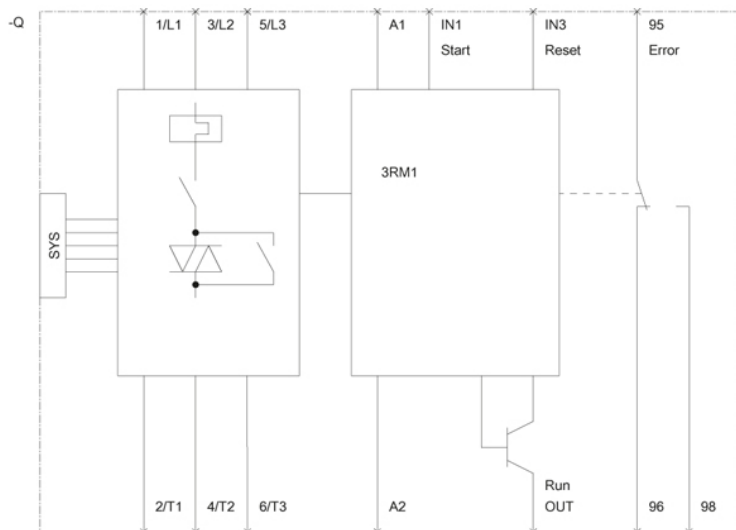 -Q
1/L1 3/L2 5/L3 A1 IN1 IN3 95
Start Reset Error
3RM1
SYS
Run
2/T1 4/T2 6/T3 A2 OUT 96 98